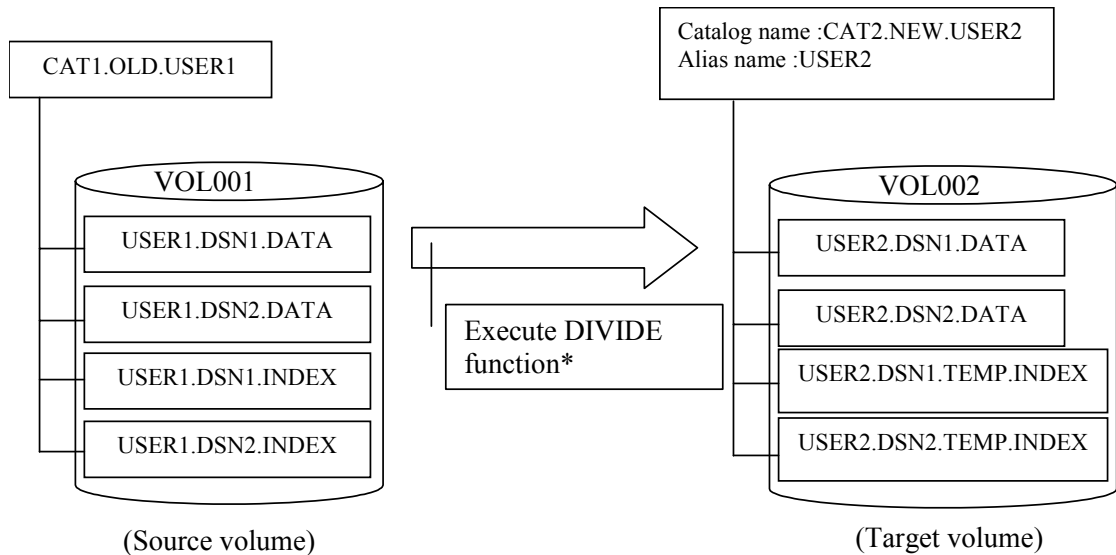 CAT1.OLD.USER1
VOL001
USER1.DSN1.DATA
USER1.DSN2.DATA
USER1.DSN1.INDEX
USER1.DSN2.INDEX
(Source volume)
Execute DIVIDE
function*
Catalog name :CAT2.NEW.USER2
Alias name :USER2
VOL002
USER2.DSN1.DATA
USER2.DSN2.DATA
USER2.DSN1.TEMP.INDEX
USER2.DSN2.TEMP.INDEX
(Target volume)